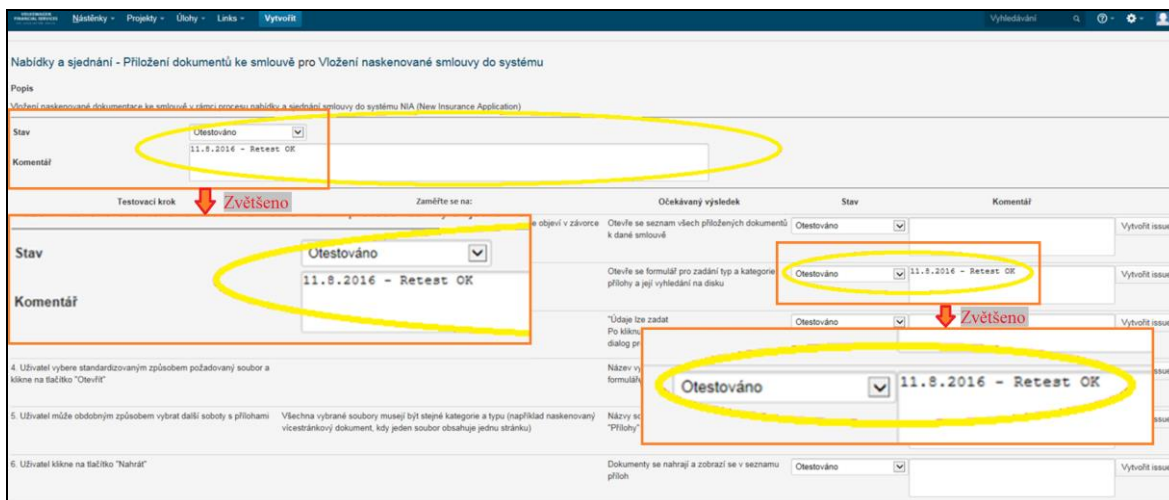 VOLKSWAGEN
FINANCIAL SERVICES
Nástěnky Projekty Úlohy Links Vytvořit Vyhledávání
Nabídky a sjednání - Přiložení dokumentů ke smlouvě pro Vložení naskenované smlouvy do systému
Popis
Vložení naskenované dokumentace ke smlouvě v rámci procesu nabídky a sjednání smlouvy do systému NIA (New Insurance Application)
Stav Otestováno
Komentář 11.8.2016 - Retest OK
Testovací krok Zaměřte se na: Očekávaný výsledek Stav Komentář
Zvětšeno
e objeví v závorce Otevře se seznam všech přiložených dokumentů Otestováno Vytvořit issue
k dané smlouvě
Stav Otestováno
Komentář 11.8.2016 - Retest OK
Otevře se formulář pro zadání typ a kategorie Otestováno 11.8.2016 - Retest OK Vytvořit issue
přílohy a její vyhledání na disku
Zvětšeno
"Údaje lze zadat Otestováno Vytvořit issue
Po kliknu
dialog pr
Otestováno 11.8.2016 - Retest OK
4. Uživatel vybere standardizovaným způsobem požadovaný soubor a Název vy
klikne na tlačítko "Otevřít" formulář
5. Uživatel může obdobným způsobem vybrat další soboty s přílohami Všechna vybrané soubory musejí být stejné kategorie a typu (například naskenovaný Názvy so
vícestránkový dokument, kdy jeden soubor obsahuje jednu stránku) "Přílohy"
6. Uživatel klikne na tlačítko "Nahrát" Dokumenty se nahrají a zobrazí se v seznamu Otestováno Vytvořit issue
příloh